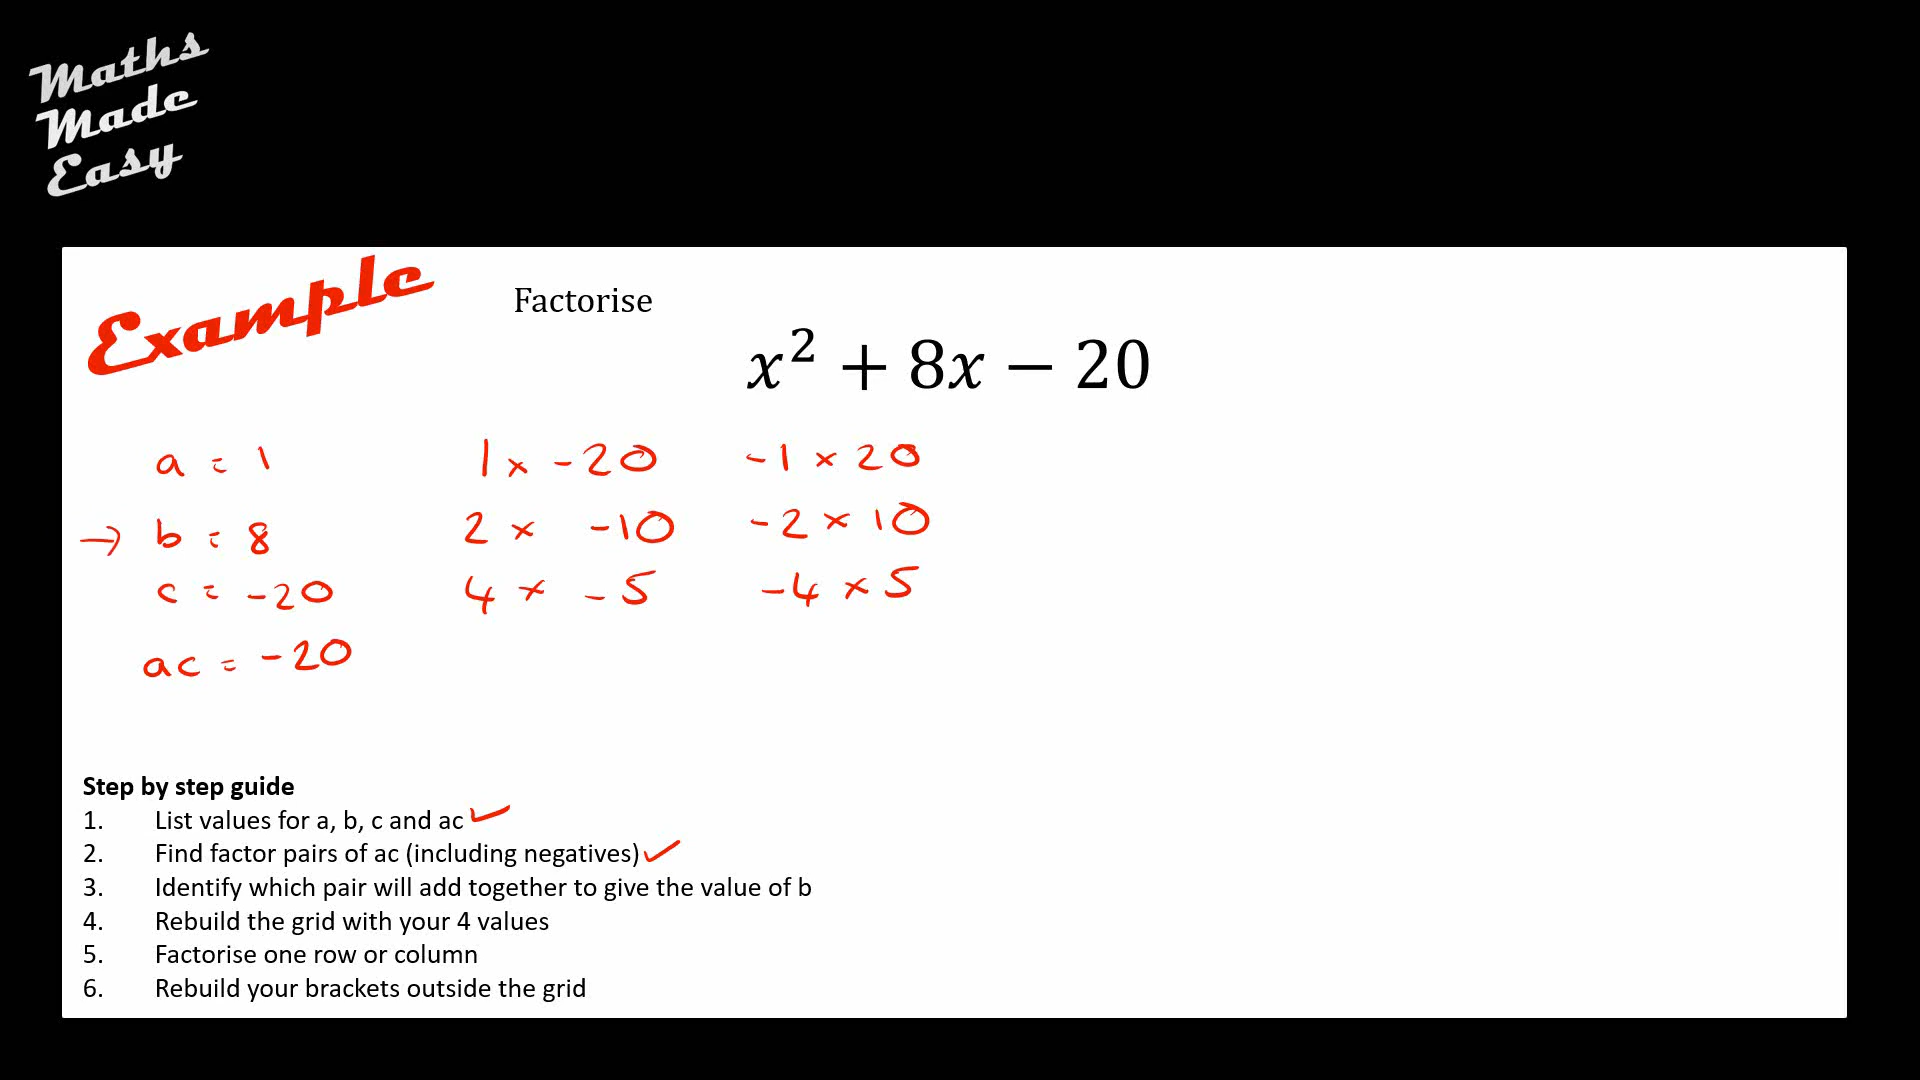 Maths
Made
Easy
Example
Factorise
x² + 8x − 20
a = 1
→ b = 8
c = -20
ac = -20
1 x -20
2 x -10
4 x -5
-1 x 20
-2 x 10
-4 x 5
Step by step guide
1. List values for a, b, c and ac ✓
2. Find factor pairs of ac (including negatives) ✓
3. Identify which pair will add together to give the value of b
4. Rebuild the grid with your 4 values
5. Factorise one row or column
6. Rebuild your brackets outside the grid